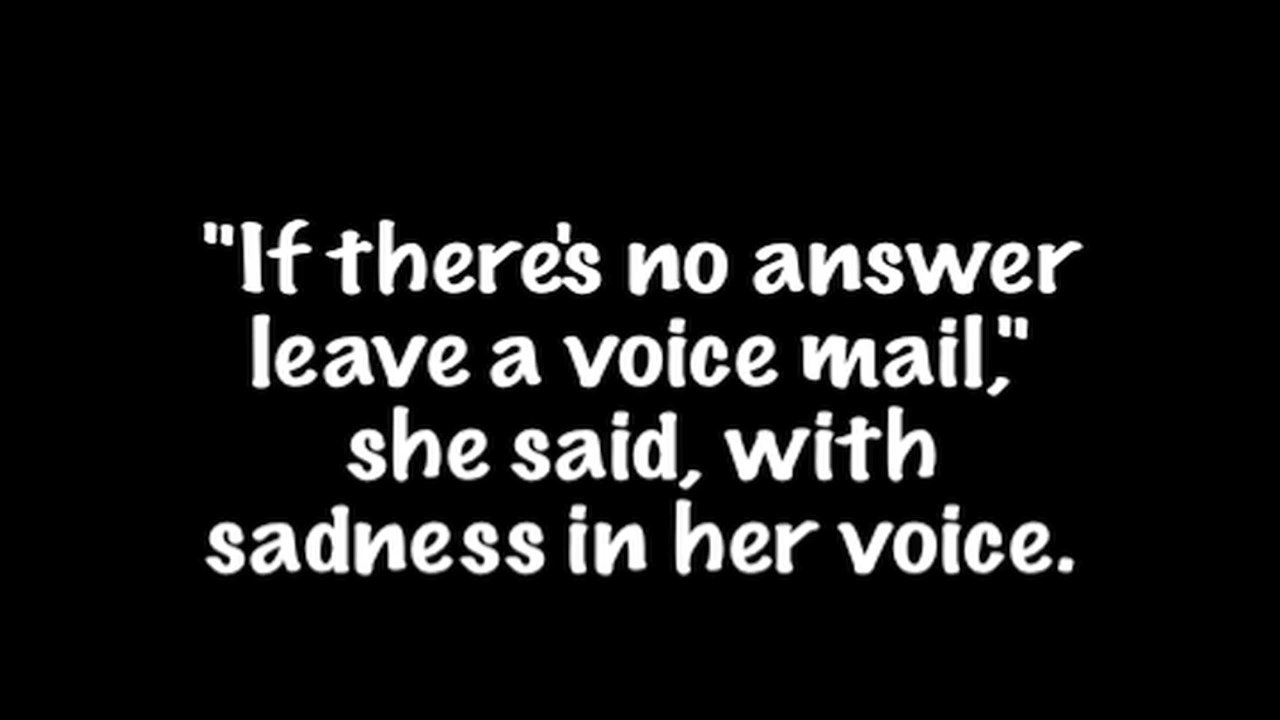 "If there's no answer
leave a voice mail,"
she said, with
sadness in her voice.